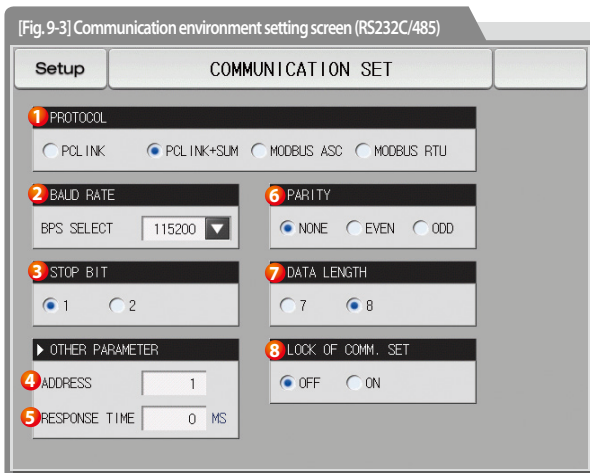 [Fig. 9-3] Communication environment setting screen (RS232C/485)
Setup COMMUNICATION SET
1 PROTOCOL
PCLINK PCLINK+SUM MODBUS ASC MODBUS RTU
2 BAUD RATE
BPS SELECT 115200
6 PARITY
NONE EVEN ODD
3 STOP BIT
1 2
7 DATA LENGTH
7 8
OTHER PARAMETER
4 ADDRESS 1
5 RESPONSE TIME 0 MS
8 LOCK OF COMM. SET
OFF ON